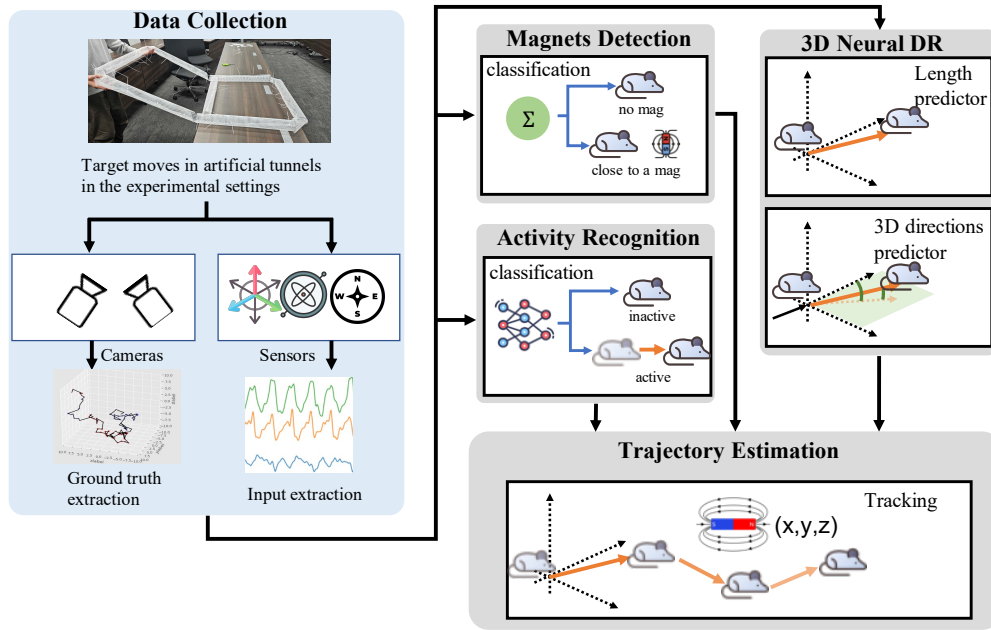 Data Collection
Target moves in artificial tunnels
in the experimental settings
N
W E
S
Cameras
Sensors
Ground truth
extraction
Input extraction
Magnets Detection
classification
Σ
no mag
close to a mag
Activity Recognition
classification
inactive
active
3D Neural DR
Length
predictor
3D directions
predictor
Trajectory Estimation
Tracking
S N
(x,y,z)